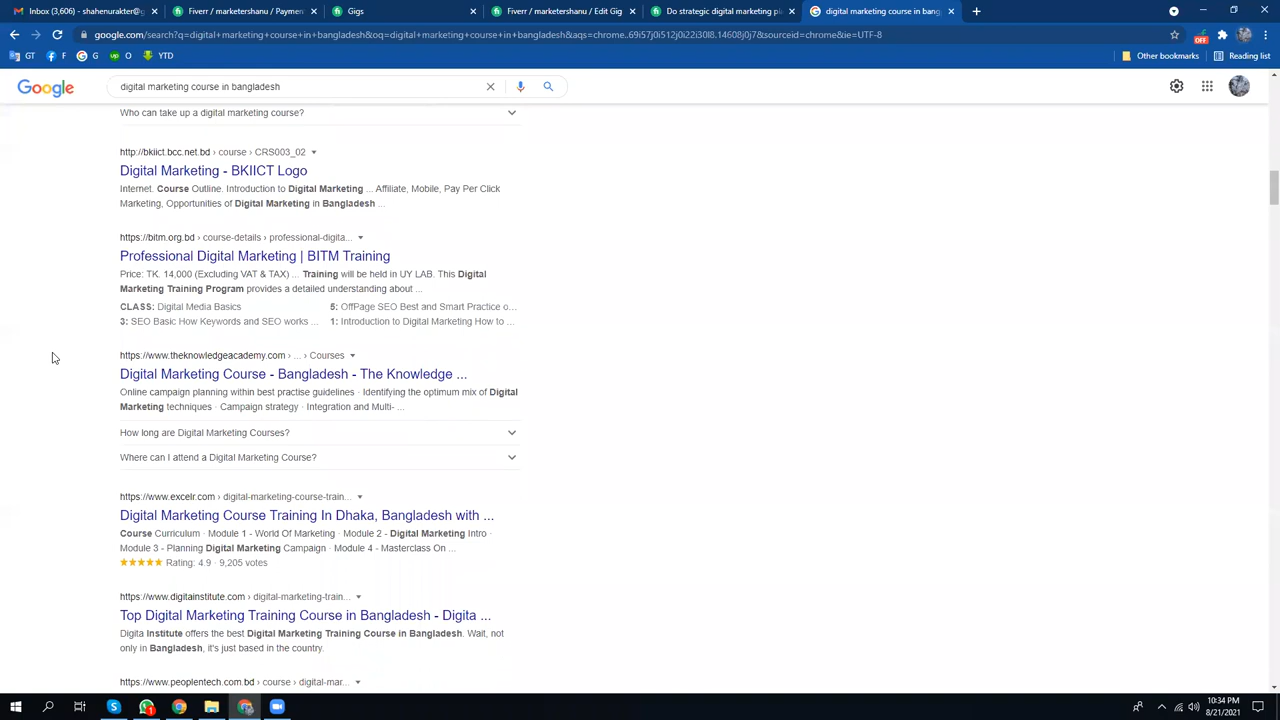 Inbox (3,606) - shahenurakter@g
Fiverr / marketershanu / Paymen
Gigs
Fiverr / marketershanu / Edit Gig
Do strategic digital marketing pla
digital marketing course in bangl
google.com/search?q=digital+marketing+course+in+bangladesh&oq=digital+marketing+course+in+bangladesh&aqs=chrome..69i57j0i512j0i22i30l8.14608j0j7&sourceid=chrome&ie=UTF-8
OFF
GT
F
G
O
YTD
Other bookmarks
Reading list
Google
digital marketing course in bangladesh
Who can take up a digital marketing course?
http://bkiict.bcc.net.bd › course › CRS003_02
Digital Marketing - BKIICT Logo
Internet. Course Outline. Introduction to Digital Marketing ... Affiliate, Mobile, Pay Per Click
Marketing, Opportunities of Digital Marketing in Bangladesh ...
https://bitm.org.bd › course-details › professional-digita...
Professional Digital Marketing | BITM Training
Price: TK. 14,000 (Excluding VAT & TAX) ... Training will be held in UY LAB. This Digital
Marketing Training Program provides a detailed understanding about ...
CLASS: Digital Media Basics
5: OffPage SEO Best and Smart Practice o...
3: SEO Basic How Keywords and SEO works ...
1: Introduction to Digital Marketing How to ...
https://www.theknowledgeacademy.com › ... › Courses
Digital Marketing Course - Bangladesh - The Knowledge ...
Online campaign planning within best practise guidelines · Identifying the optimum mix of Digital
Marketing techniques · Campaign strategy · Integration and Multi- ...
How long are Digital Marketing Courses?
Where can I attend a Digital Marketing Course?
https://www.excelr.com › digital-marketing-course-train...
Digital Marketing Course Training In Dhaka, Bangladesh with ...
Course Curriculum · Module 1 - World Of Marketing · Module 2 - Digital Marketing Intro ·
Module 3 - Planning Digital Marketing Campaign · Module 4 - Masterclass On ...
Rating: 4.9 · 9,205 votes
https://www.digitainstitute.com › digital-marketing-train...
Top Digital Marketing Training Course in Bangladesh - Digita ...
Digita Institute offers the best Digital Marketing Training Course in Bangladesh. Wait, not
only in Bangladesh, it's just based in the country.
https://www.peoplentech.com.bd › course › digital-mar...
10:34 PM
8/21/2021